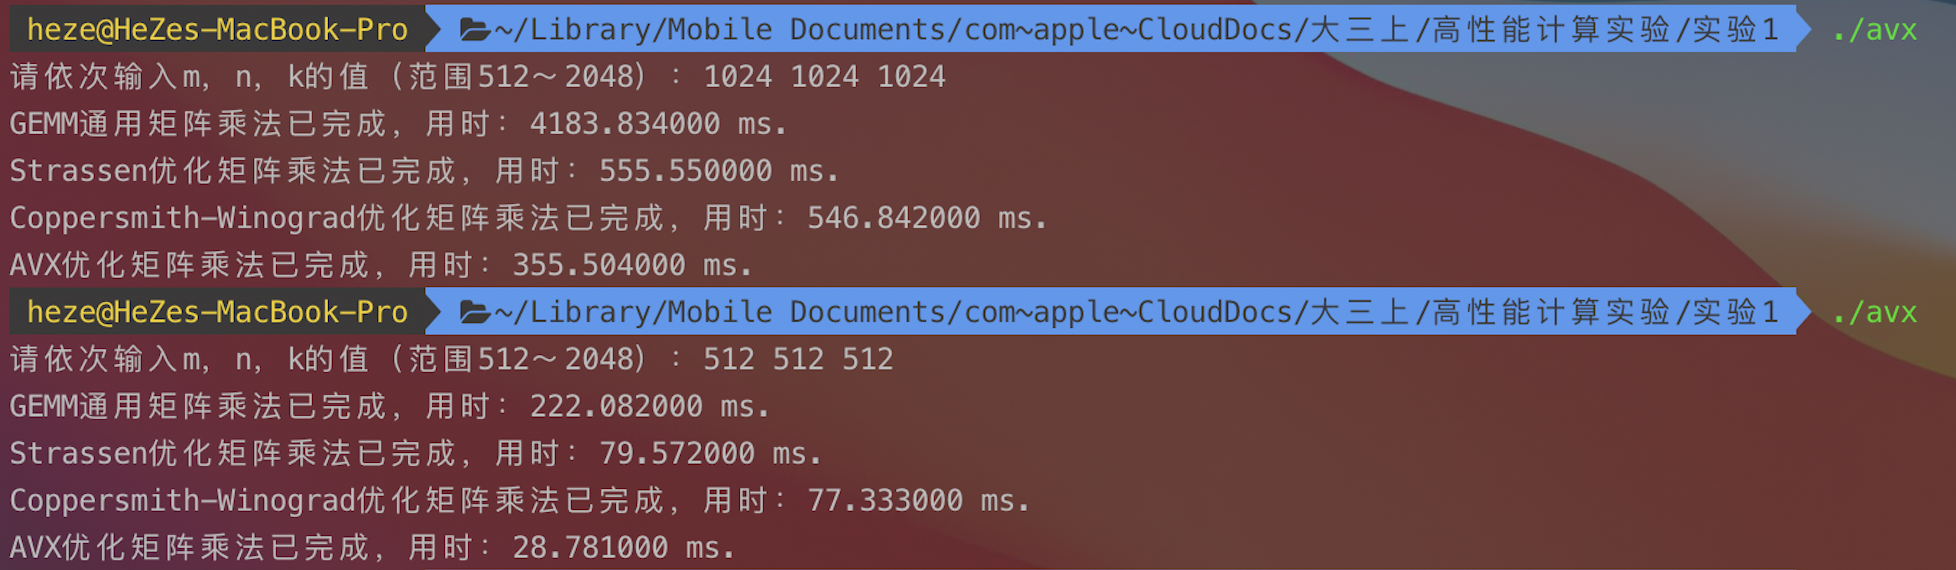 heze@HeZes-MacBook-Pro ~/Library/Mobile Documents/com~apple~CloudDocs/大三上/高性能计算实验/实验1 ./avx
请依次输入m, n, k的值（范围512～2048）: 1024 1024 1024
GEMM通用矩阵乘法已完成, 用时: 4183.834000 ms.
Strassen优化矩阵乘法已完成, 用时: 555.550000 ms.
Coppersmith-Winograd优化矩阵乘法已完成, 用时: 546.842000 ms.
AVX优化矩阵乘法已完成, 用时: 355.504000 ms.
heze@HeZes-MacBook-Pro ~/Library/Mobile Documents/com~apple~CloudDocs/大三上/高性能计算实验/实验1 ./avx
请依次输入m, n, k的值（范围512～2048）: 512 512 512
GEMM通用矩阵乘法已完成, 用时: 222.082000 ms.
Strassen优化矩阵乘法已完成, 用时: 79.572000 ms.
Coppersmith-Winograd优化矩阵乘法已完成, 用时: 77.333000 ms.
AVX优化矩阵乘法已完成, 用时: 28.781000 ms.